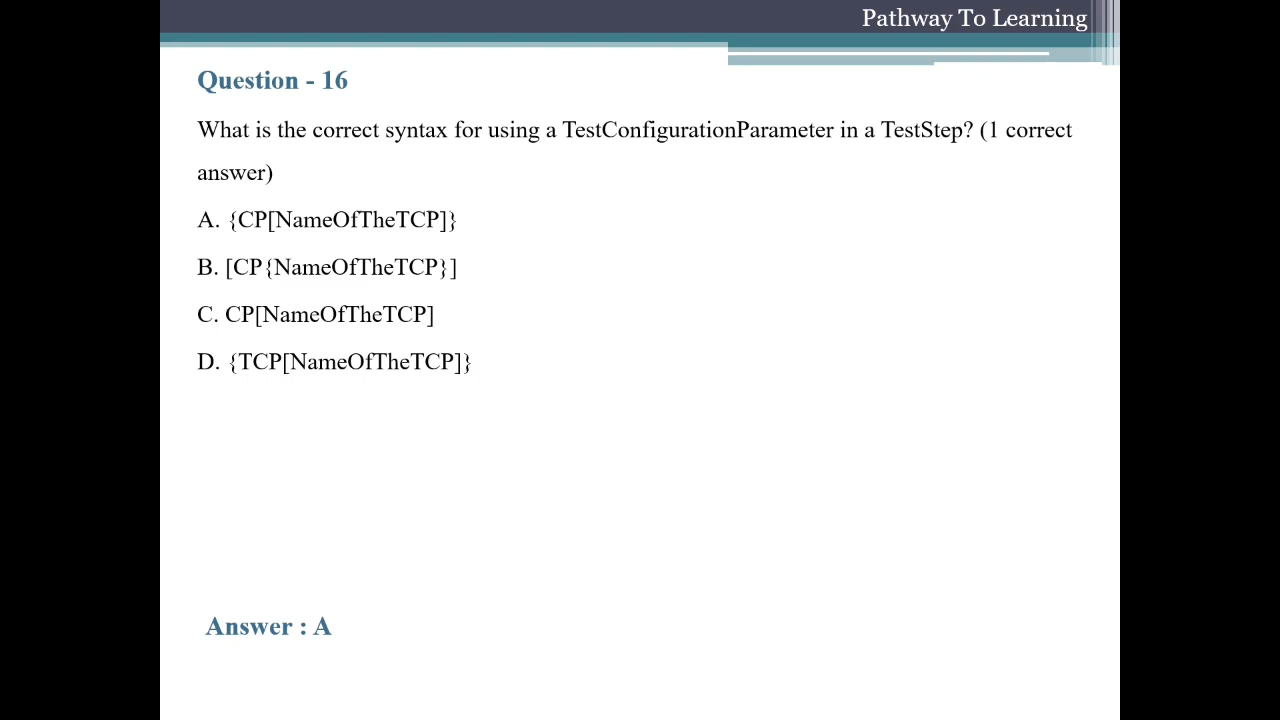 Pathway To Learning
Question - 16
What is the correct syntax for using a TestConfigurationParameter in a TestStep? (1 correct
answer)
A. {CP[NameOfTheTCP]}
B. [CP{NameOfTheTCP}]
C. CP[NameOfTheTCP]
D. {TCP[NameOfTheTCP]}
Answer : A